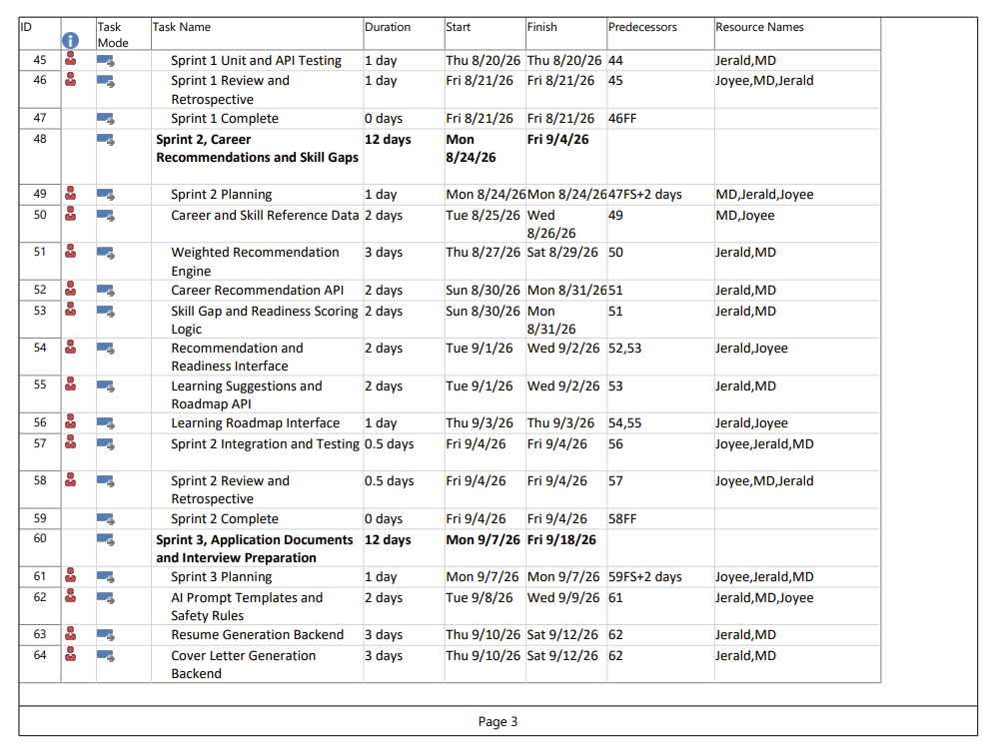 ID Task Mode Task Name Duration Start Finish Predecessors Resource Names
45 Sprint 1 Unit and API Testing 1 day Thu 8/20/26 Thu 8/20/26 44 Jerald,MD
46 Sprint 1 Review and Retrospective 1 day Fri 8/21/26 Fri 8/21/26 45 Joyee,MD,Jerald
47 Sprint 1 Complete 0 days Fri 8/21/26 Fri 8/21/26 46FF
48 Sprint 2, Career Recommendations and Skill Gaps 12 days Mon 8/24/26 Fri 9/4/26
49 Sprint 2 Planning 1 day Mon 8/24/26 Mon 8/24/26 47FS+2 days MD,Jerald,Joyee
50 Career and Skill Reference Data 2 days Tue 8/25/26 Wed 8/26/26 49 MD,Joyee
51 Weighted Recommendation Engine 3 days Thu 8/27/26 Sat 8/29/26 50 Jerald,MD
52 Career Recommendation API 2 days Sun 8/30/26 Mon 8/31/26 51 Jerald,MD
53 Skill Gap and Readiness Scoring Logic 2 days Sun 8/30/26 Mon 8/31/26 51 Jerald,MD
54 Recommendation and Readiness Interface 2 days Tue 9/1/26 Wed 9/2/26 52,53 Jerald,Joyee
55 Learning Suggestions and Roadmap API 2 days Tue 9/1/26 Wed 9/2/26 53 Jerald,MD
56 Learning Roadmap Interface 1 day Thu 9/3/26 Thu 9/3/26 54,55 Jerald,Joyee
57 Sprint 2 Integration and Testing 0.5 days Fri 9/4/26 Fri 9/4/26 56 Joyee,Jerald,MD
58 Sprint 2 Review and Retrospective 0.5 days Fri 9/4/26 Fri 9/4/26 57 Joyee,MD,Jerald
59 Sprint 2 Complete 0 days Fri 9/4/26 Fri 9/4/26 58FF
60 Sprint 3, Application Documents and Interview Preparation 12 days Mon 9/7/26 Fri 9/18/26
61 Sprint 3 Planning 1 day Mon 9/7/26 Mon 9/7/26 59FS+2 days Joyee,Jerald,MD
62 AI Prompt Templates and Safety Rules 2 days Tue 9/8/26 Wed 9/9/26 61 Jerald,MD,Joyee
63 Resume Generation Backend 3 days Thu 9/10/26 Sat 9/12/26 62 Jerald,MD
64 Cover Letter Generation Backend 3 days Thu 9/10/26 Sat 9/12/26 62 Jerald,MD
Page 3